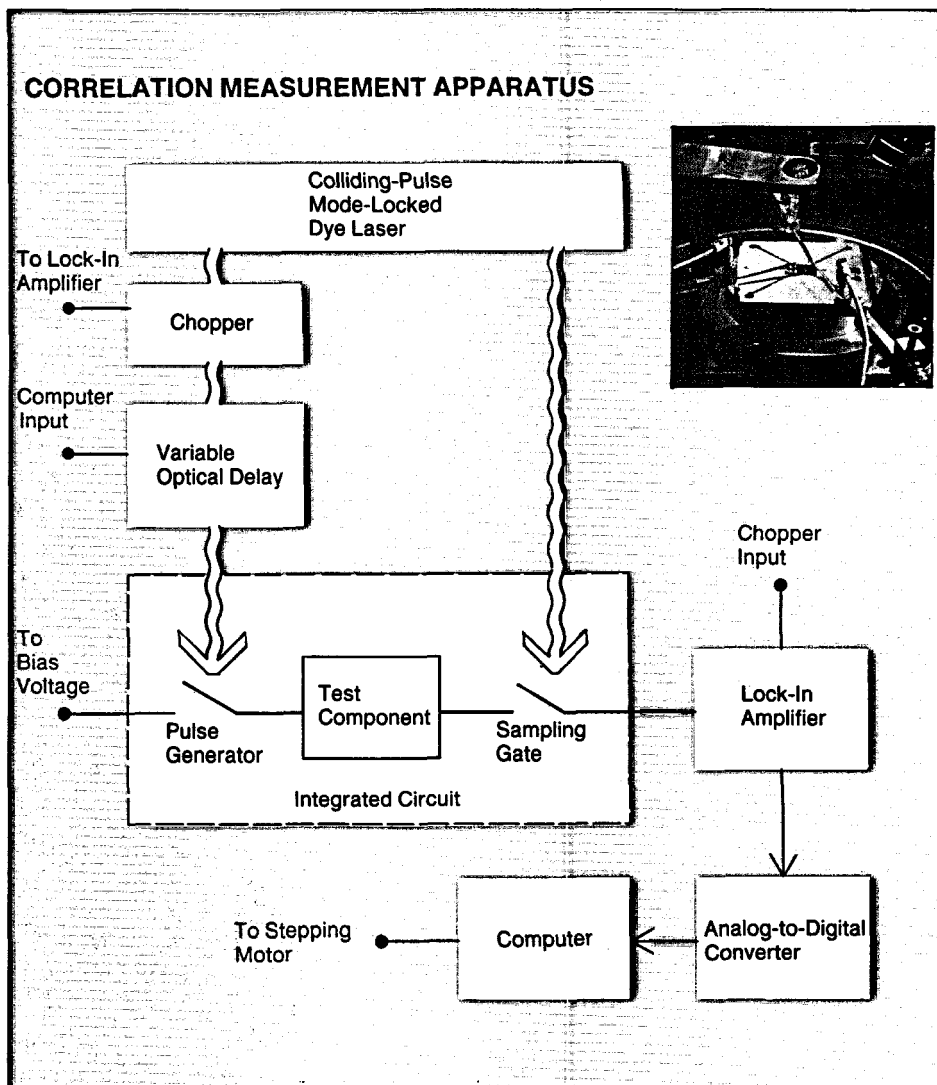 CORRELATION MEASUREMENT APPARATUS
Colliding-Pulse
Mode-Locked
Dye Laser
To Lock-In
Amplifier
Chopper
Computer
Input
Variable
Optical Delay
Chopper
Input
To
Bias
Voltage
Pulse
Generator
Test
Component
Sampling
Gate
Lock-In
Amplifier
Integrated Circuit
To Stepping
Motor
Computer
Analog-to-Digital
Converter